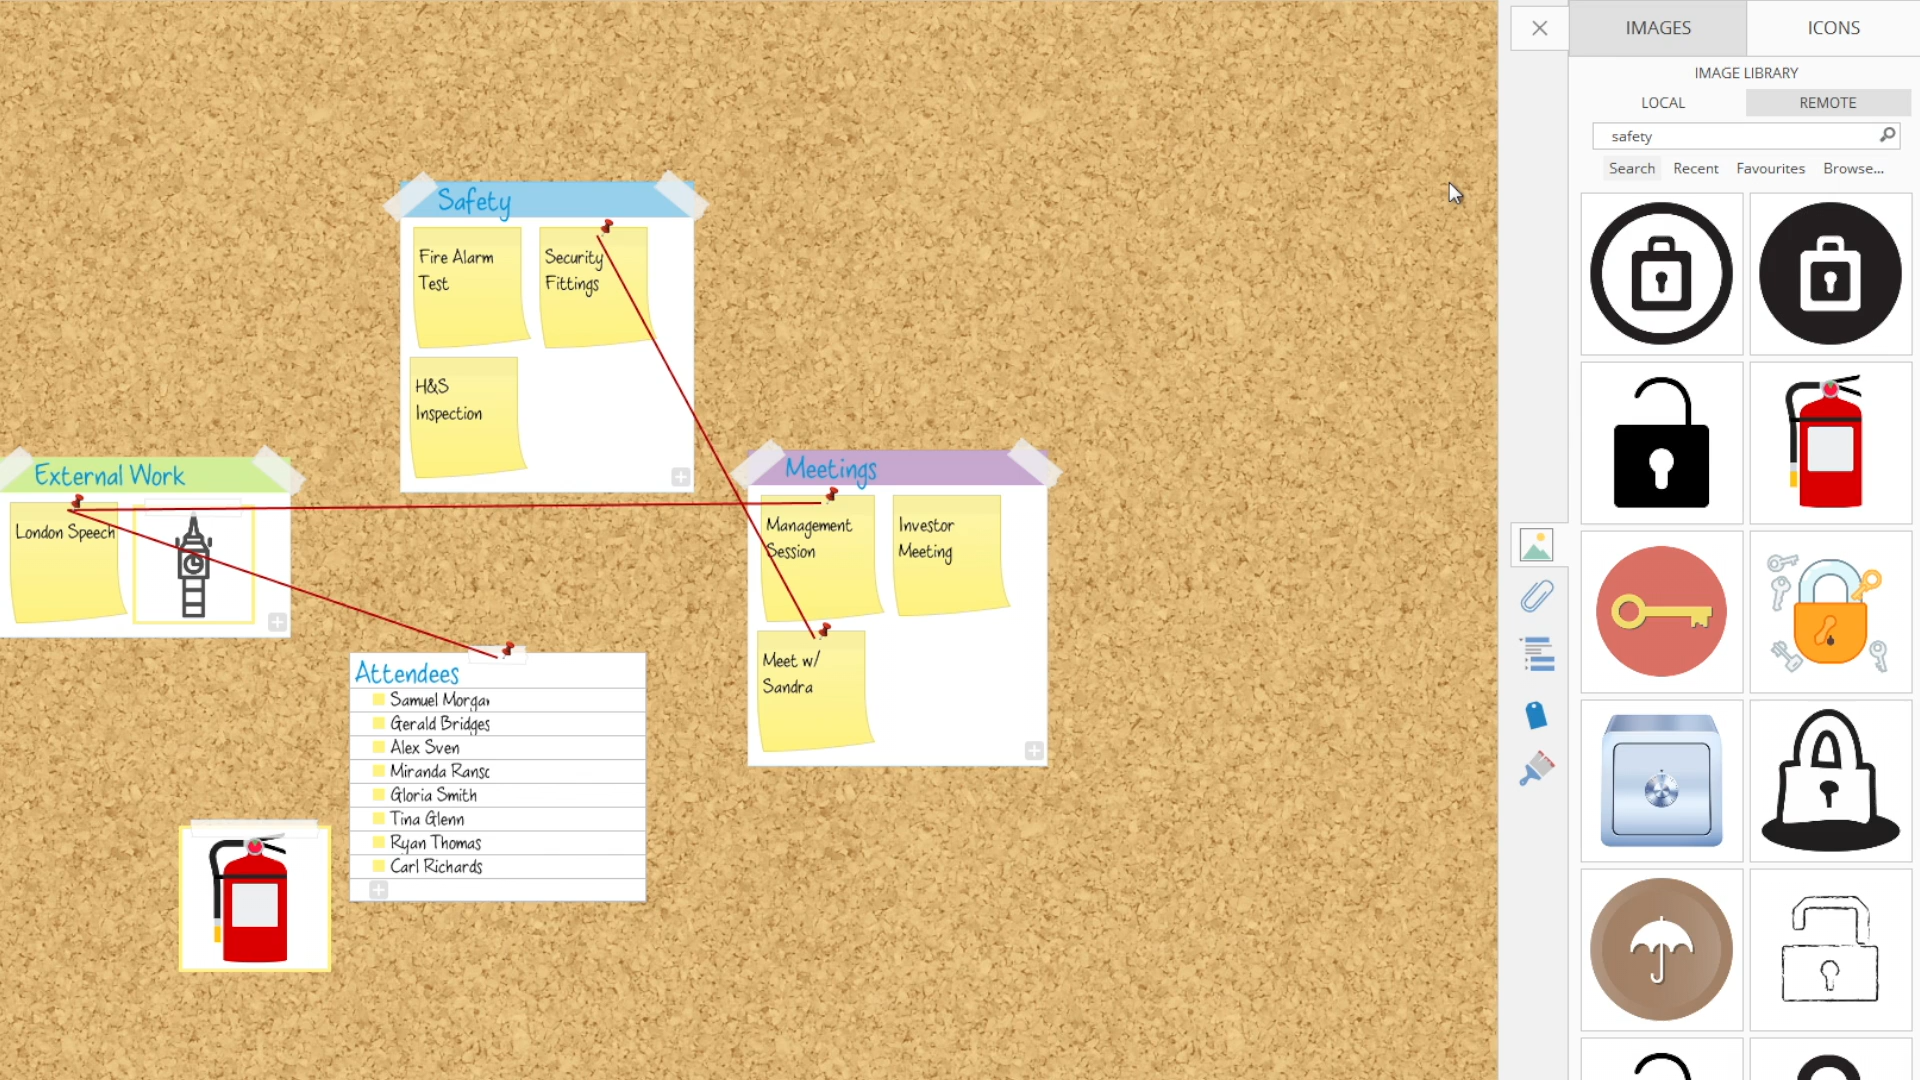 IMAGES
ICONS
IMAGE LIBRARY
LOCAL
REMOTE
safety
Search
Recent
Favourites
Browse...
Safety
Fire Alarm
Test
Security
Fittings
H&S
Inspection
External Work
London Speech
Meetings
Management
Session
Investor
Meeting
Meet w/
Sandra
Attendees
Samuel Morgan
Gerald Bridges
Alex Sven
Miranda Ransc
Gloria Smith
Tina Glenn
Ryan Thomas
Carl Richards